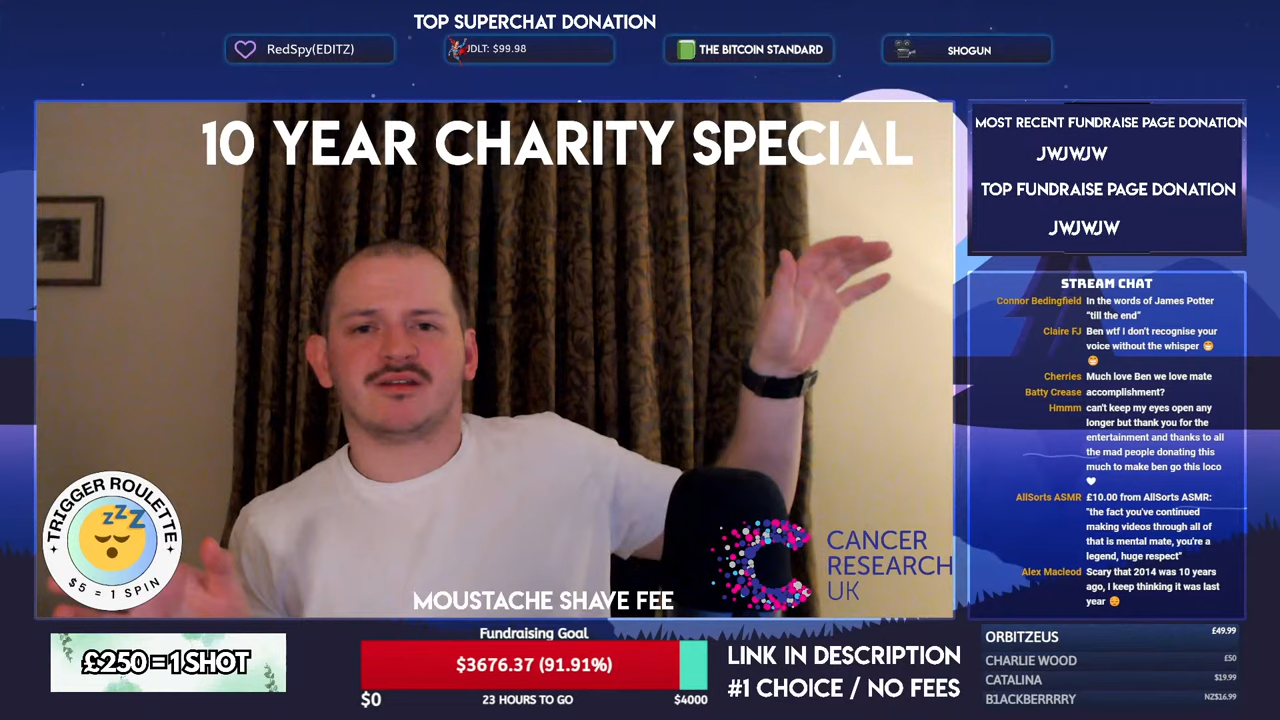 TOP SUPERCHAT DONATION
RedSpy(EDITZ)
JDLT: $99.98
THE BITCOIN STANDARD
SHOGUN
10 YEAR CHARITY SPECIAL
MOST RECENT FUNDRAISE PAGE DONATION
JWJWJW
TOP FUNDRAISE PAGE DONATION
JWJWJW
STREAM CHAT
Connor Bedingfield In the words of James Potter
“till the end”
Claire FJ Ben wtf I don't recognise your
voice without the whisper 😁
😁
Cherries Much love Ben we love mate
Batty Crease accomplishment?
Hmmm can't keep my eyes open any
longer but thank you for the
entertainment and thanks to all
the mad people donating this
much to make ben go this loco
🤍
AllSorts ASMR £10.00 from AllSorts ASMR:
"the fact you've continued
making videos through all of
that is mental mate, you're a
legend, huge respect"
Alex Macleod Scary that 2014 was 10 years
ago, I keep thinking it was last
year 😔
TRIGGER ROULETTE
zzZ
$5 = 1 SPIN
CANCER
RESEARCH
UK
MOUSTACHE SHAVE FEE
£250 = 1 SHOT
Fundraising Goal
$3676.37 (91.91%)
$0
23 HOURS TO GO
$4000
LINK IN DESCRIPTION
#1 CHOICE / NO FEES
ORBITZEUS £49.99
CHARLIE WOOD £50
CATALINA $19.99
B1ACKBERRRRY NZ$16.99